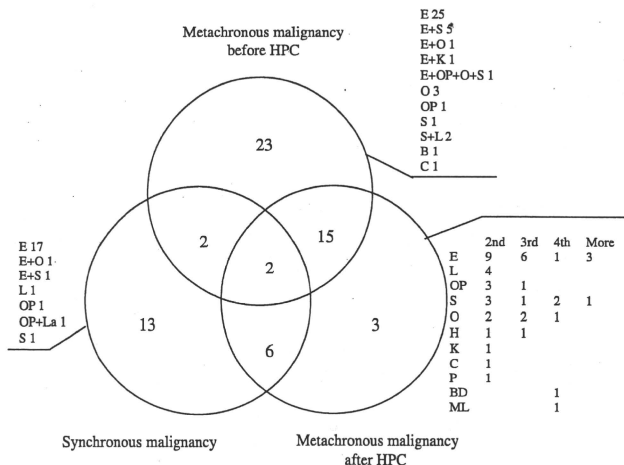 Metachronous malignancy
before HPC
E 25
E+S 5
E+O 1
E+K 1
E+OP+O+S 1
O 3
OP 1
S 1
S+L 2
B 1
C 1
23
2
15
2
13
6
3
E 17
E+O 1
E+S 1
L 1
OP 1
OP+La 1
S 1
2nd 3rd 4th More
E 9 6 1 3
L 4
OP 3 1
S 3 1 2 1
O 2 2 1
H 1 1
K 1
C 1
P 1
BD 1
ML 1
Synchronous malignancy
Metachronous malignancy
after HPC